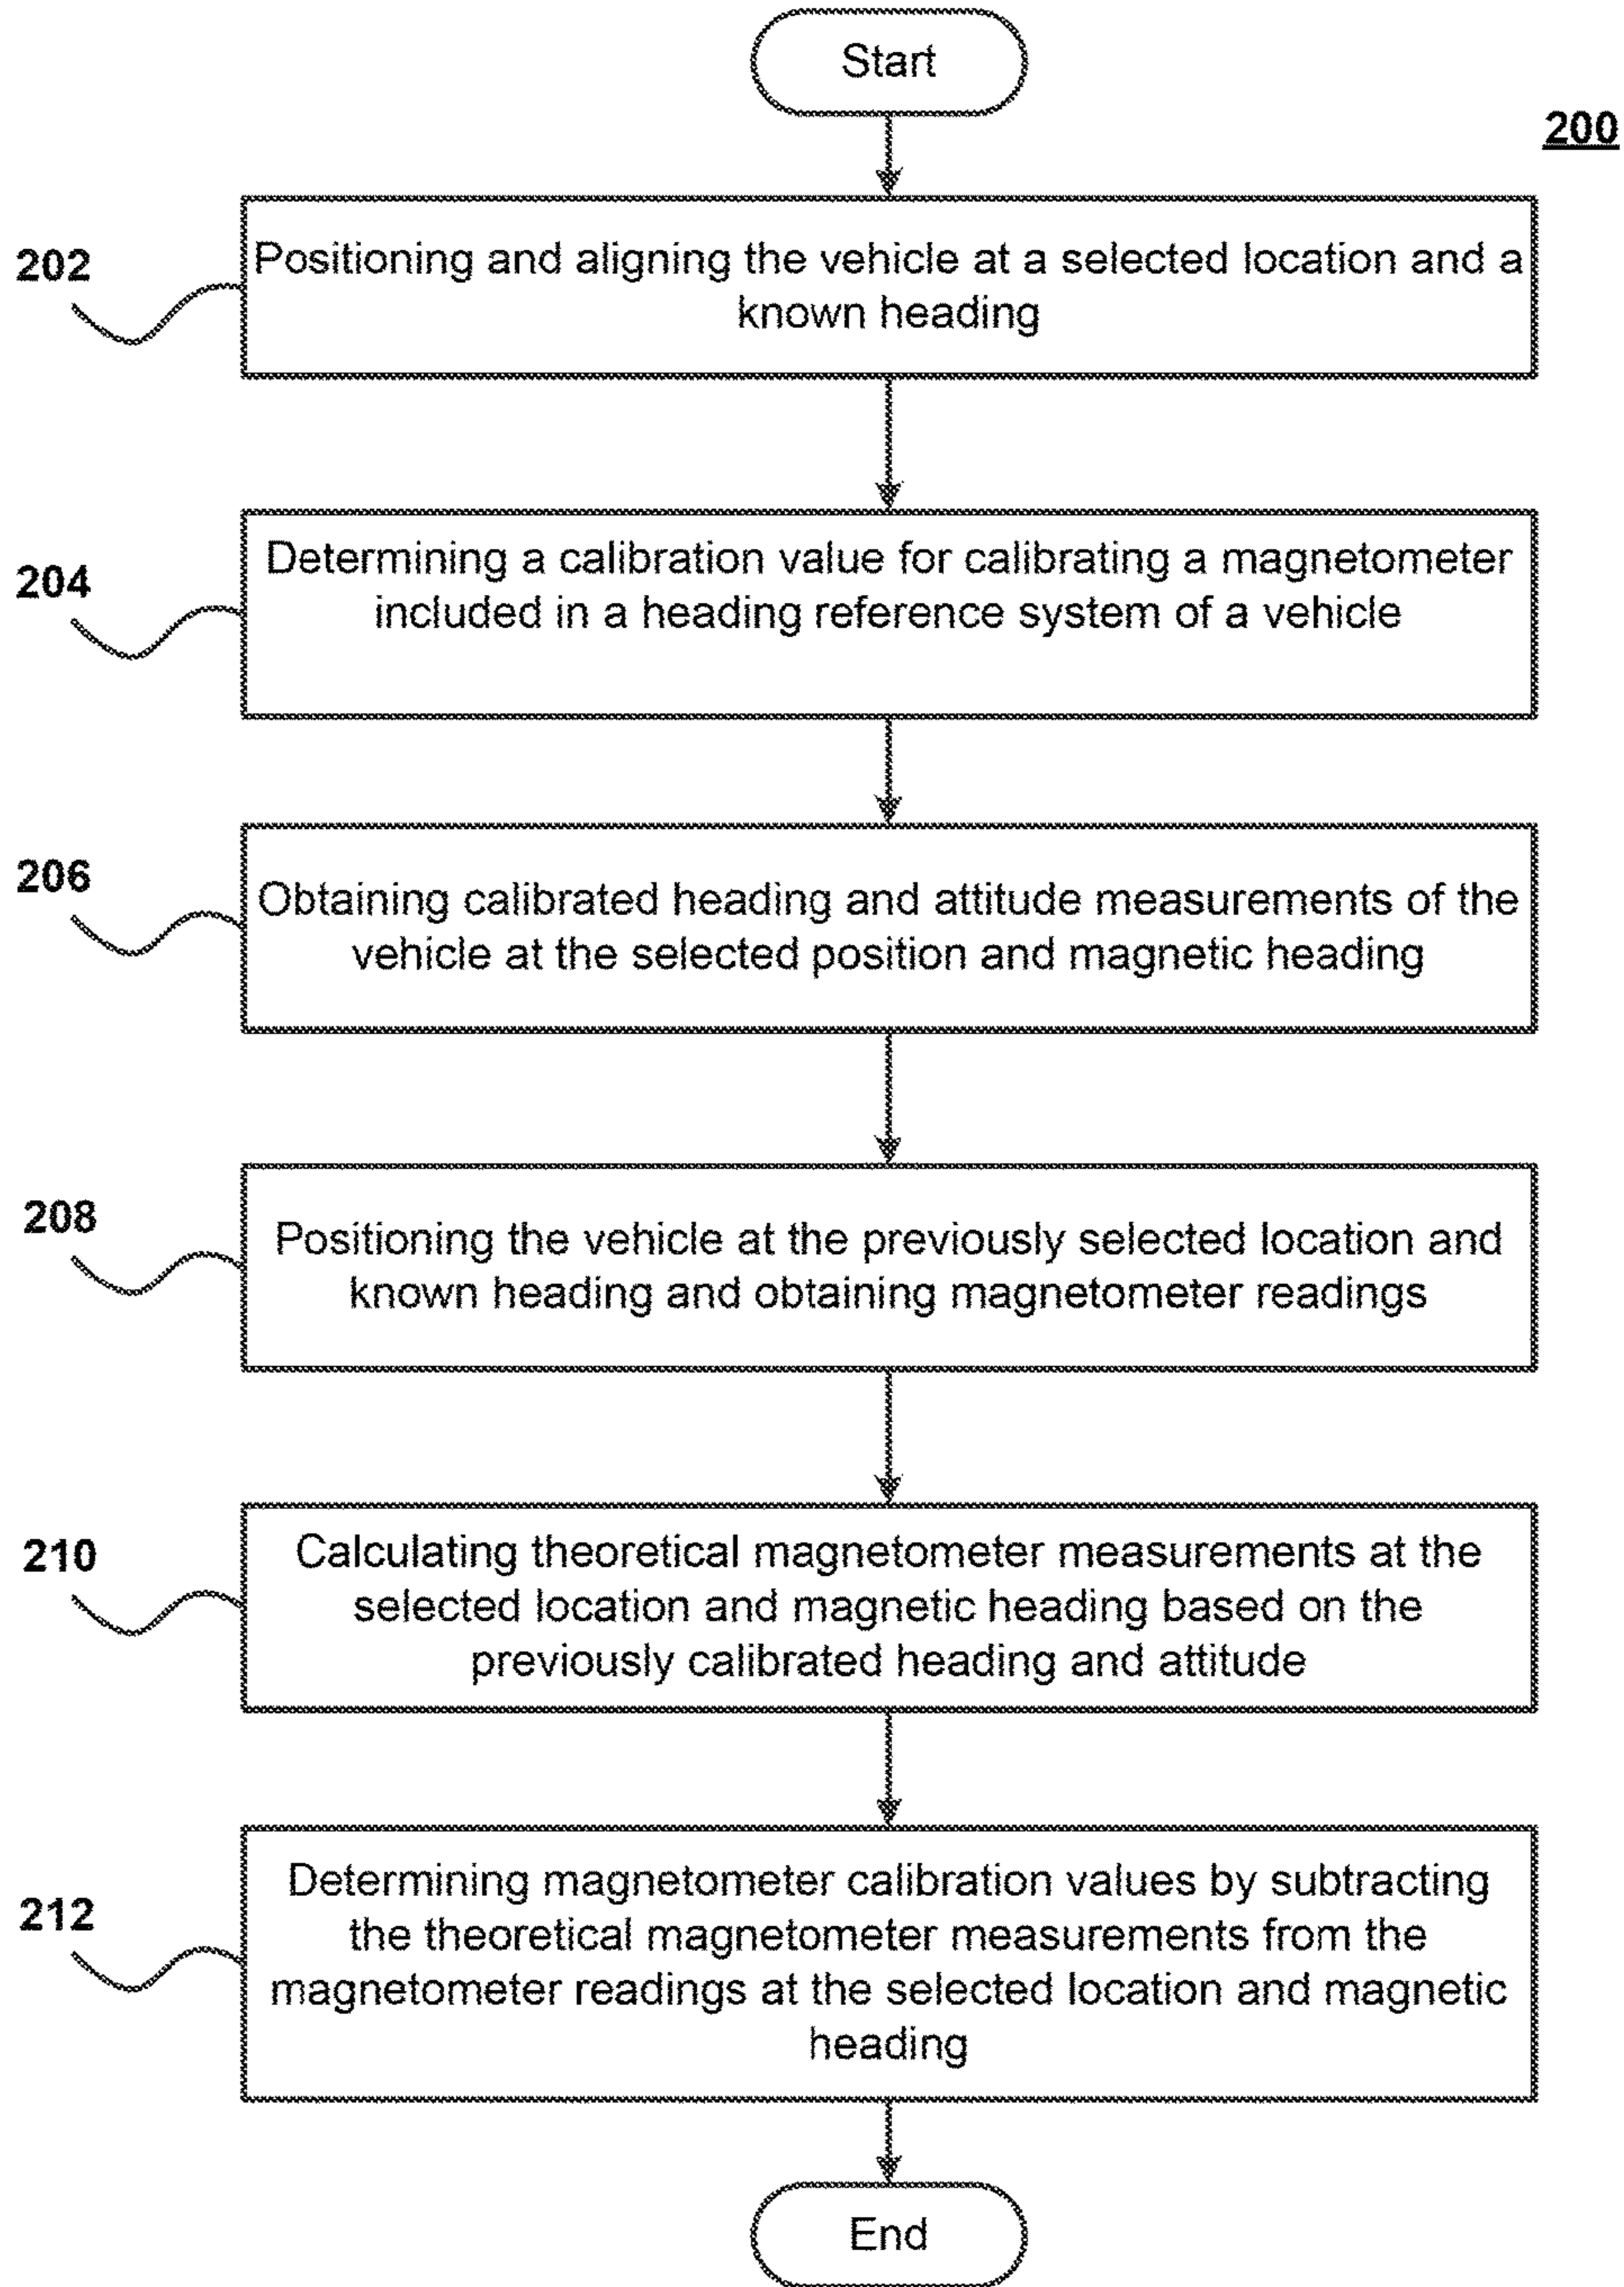 Start
200
202
Positioning and aligning the vehicle at a selected location and a
known heading
204
Determining a calibration value for calibrating a magnetometer
included in a heading reference system of a vehicle
206
Obtaining calibrated heading and attitude measurements of the
vehicle at the selected position and magnetic heading
208
Positioning the vehicle at the previously selected location and
known heading and obtaining magnetometer readings
210
Calculating theoretical magnetometer measurements at the
selected location and magnetic heading based on the
previously calibrated heading and attitude
212
Determining magnetometer calibration values by subtracting
the theoretical magnetometer measurements from the
magnetometer readings at the selected location and magnetic
heading
End